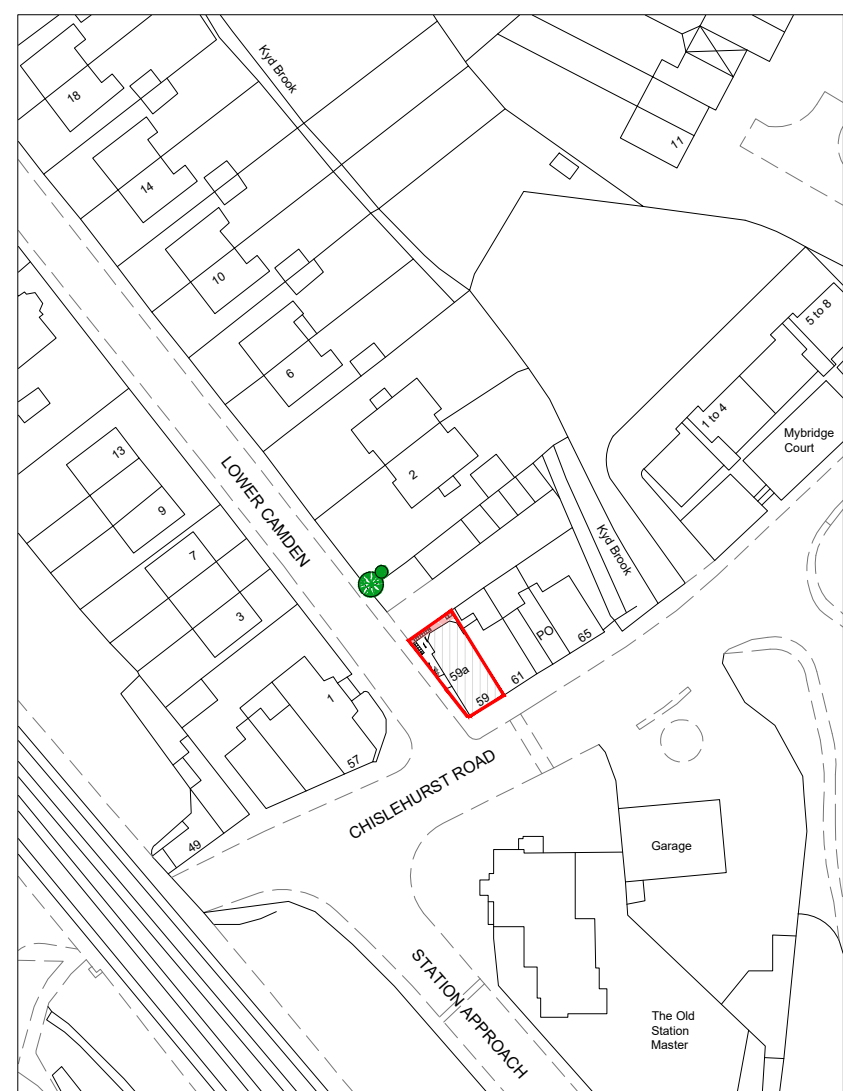 Kyd Brook
18
11
14
10
5 to 8
6
1 to 4
Mybridge
Court
2
13
9
LOWER CAMDEN
Kyd Brook
7
3
PO
65
59a
61
59
1
57
CHISLEHURST ROAD
49
Garage
STATION APPROACH
The Old
Station
Master